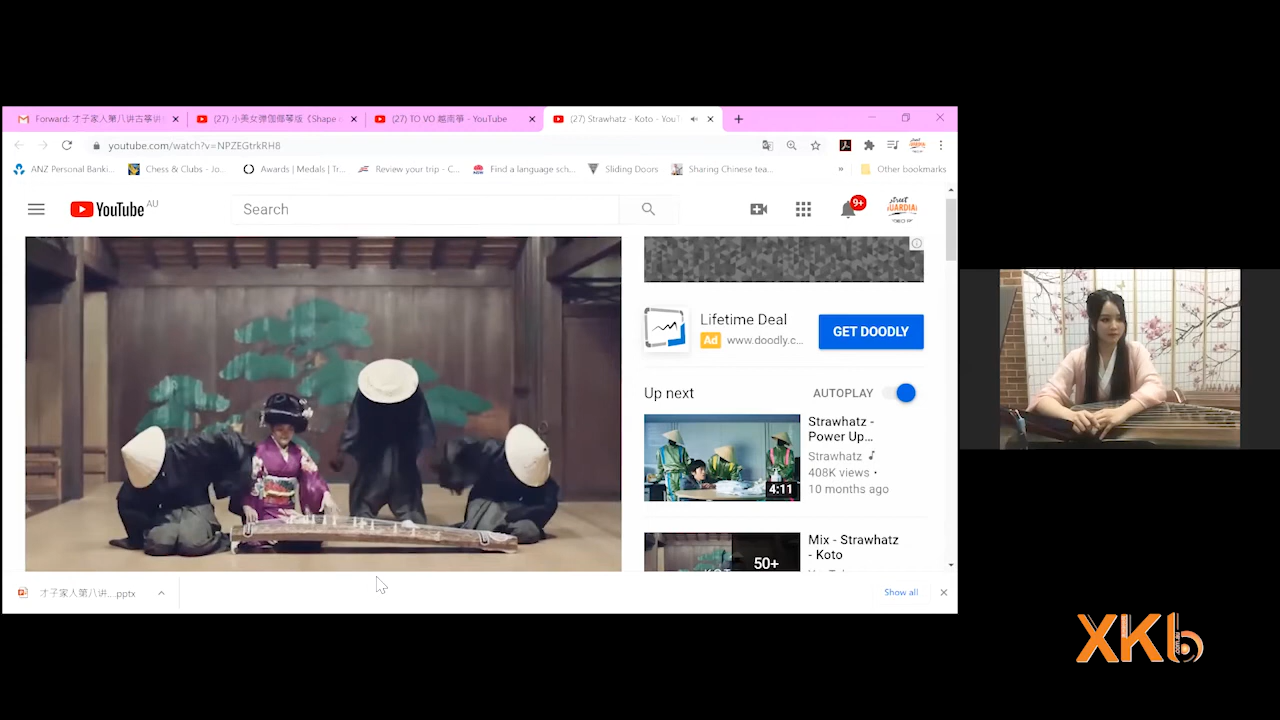 Forward: 才子家人第八讲古筝讲
(27) 小美女弹伽倻琴版《Shape
(27) TO VO 越南箏 - YouTube
(27) Strawhatz - Koto - YouT
youtube.com/watch?v=NPZEGtrkRH8
ANZ Personal Banki...
Chess & Clubs - Jo...
Awards | Medals | Tr...
Review your trip - C...
Find a language sch...
Sliding Doors
Sharing Chinese tea...
»
Other bookmarks
YouTube AU
Search
9+
Lifetime Deal
Ad www.doodly.c...
GET DOODLY
Up next
AUTOPLAY
Strawhatz -
Power Up...
Strawhatz
408K views •
10 months ago
4:11
Mix - Strawhatz
- Koto
50+
才子家人第八讲....pptx
Show all
XKb
.com.au